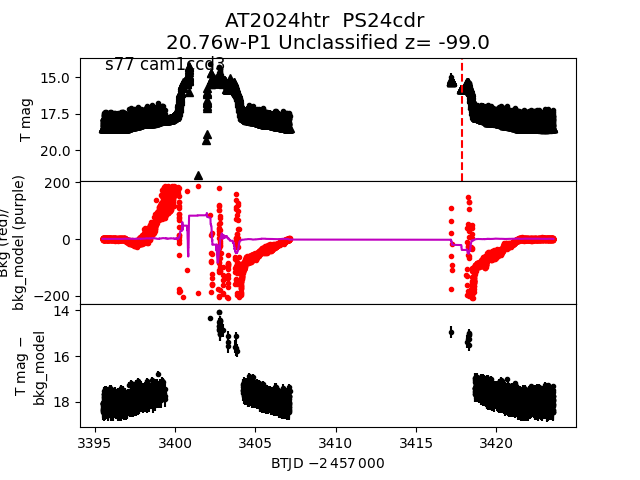 AT2024htr  PS24cdr
20.76w-P1 Unclassified z= -99.0
s77 cam1ccd3
T mag
15.0
17.5
20.0
Bkg (red)/
bkg_model (purple)
200
0
−200
T mag −
bkg_model
14
16
18
3395 3400 3405 3410 3415 3420
BTJD −2 457 000